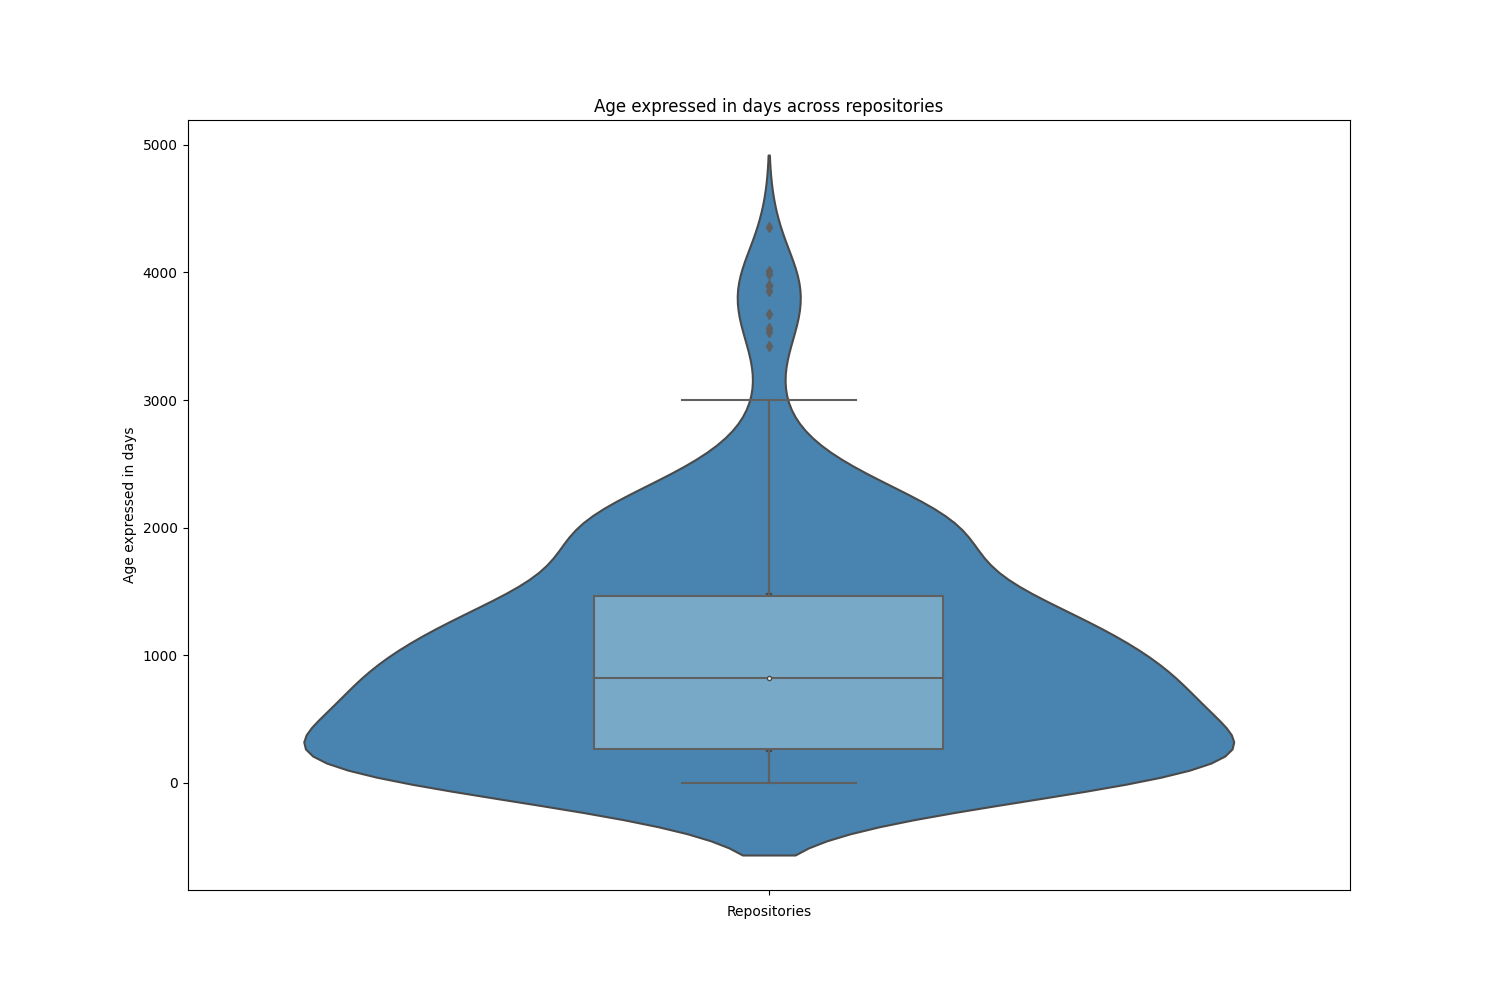 Age expressed in days across repositories
5000
4000
3000
2000
1000
0
Age expressed in days
Repositories